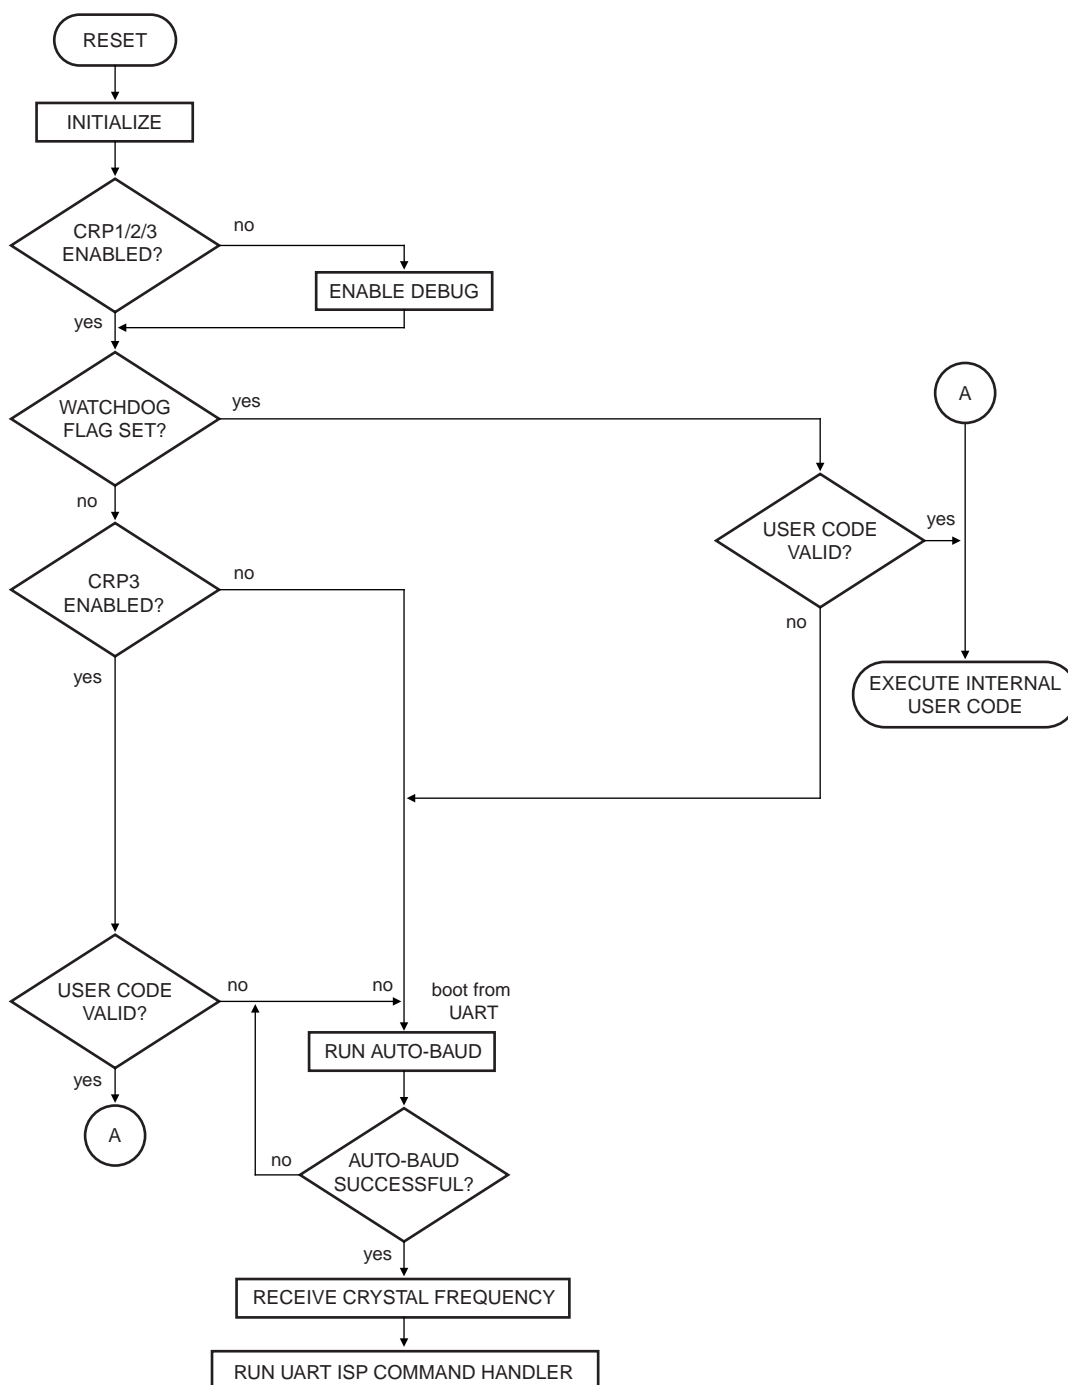 RESET
INITIALIZE
CRP1/2/3
ENABLED?
no
ENABLE DEBUG
yes
WATCHDOG
FLAG SET?
yes
A
no
USER CODE
VALID?
yes
no
CRP3
ENABLED?
no
yes
EXECUTE INTERNAL
USER CODE
USER CODE
VALID?
no
no
boot from
UART
RUN AUTO-BAUD
yes
A
AUTO-BAUD
SUCCESSFUL?
no
yes
RECEIVE CRYSTAL FREQUENCY
RUN UART ISP COMMAND HANDLER